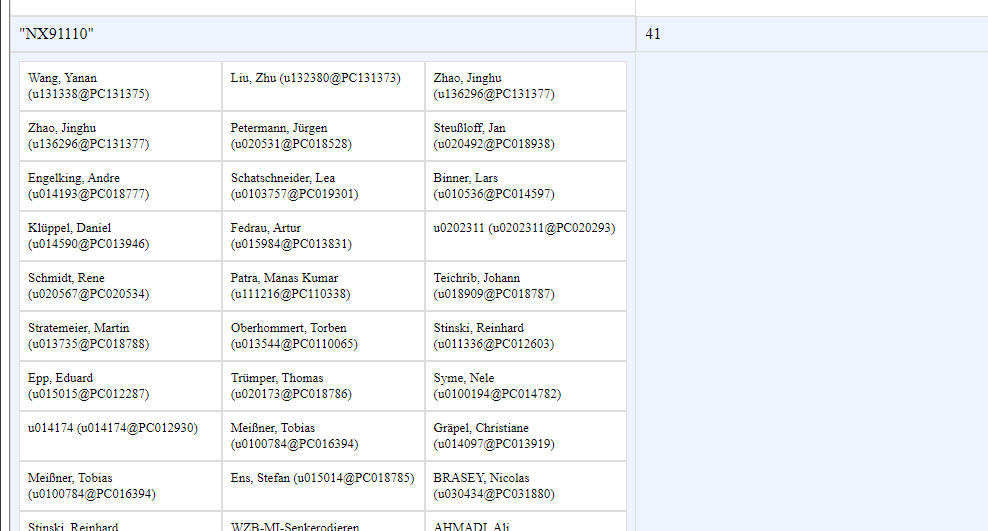 "NX91110" 41
Wang, Yanan
(u131338@PC131375)
Liu, Zhu (u132380@PC131373)
Zhao, Jinghu
(u136296@PC131377)
Zhao, Jinghu
(u136296@PC131377)
Petermann, Jürgen
(u020531@PC018528)
Steußloff, Jan
(u020492@PC018938)
Engelking, Andre
(u014193@PC018777)
Schatschneider, Lea
(u0103757@PC019301)
Binner, Lars
(u010536@PC014597)
Klüppel, Daniel
(u014590@PC013946)
Fedrau, Artur
(u015984@PC013831)
u0202311 (u0202311@PC020293)
Schmidt, Rene
(u020567@PC020534)
Patra, Manas Kumar
(u111216@PC110338)
Teichrib, Johann
(u018909@PC018787)
Stratemeier, Martin
(u013735@PC018788)
Oberhommert, Torben
(u013544@PC0110065)
Stinski, Reinhard
(u011336@PC012603)
Epp, Eduard
(u015015@PC012287)
Trümper, Thomas
(u020173@PC018786)
Syme, Nele
(u0100194@PC014782)
u014174 (u014174@PC012930)
Meißner, Tobias
(u0100784@PC016394)
Gräpel, Christiane
(u014097@PC013919)
Meißner, Tobias
(u0100784@PC016394)
Ens, Stefan (u015014@PC018785)
BRASEY, Nicolas
(u030434@PC031880)
Stinski, Reinhard
WZB-MI-Senkerodieren
AHMADI, Ali